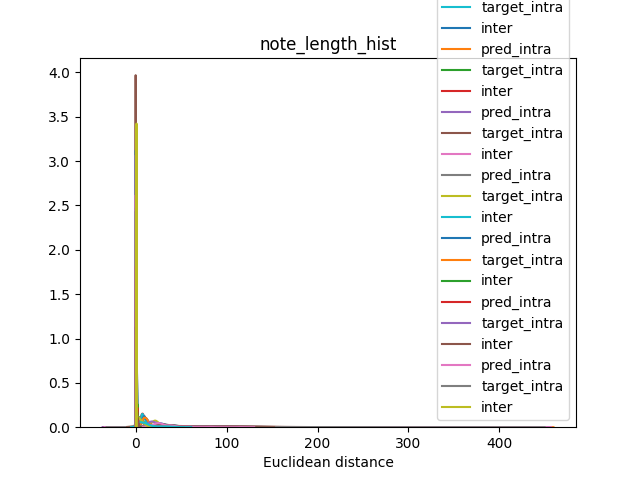 note_length_hist
target_intra
inter
pred_intra
target_intra
inter
pred_intra
target_intra
inter
pred_intra
target_intra
inter
pred_intra
target_intra
inter
pred_intra
target_intra
inter
pred_intra
target_intra
inter
4.0
3.5
3.0
2.5
2.0
1.5
1.0
0.5
0.0
0 100 200 300 400
Euclidean distance